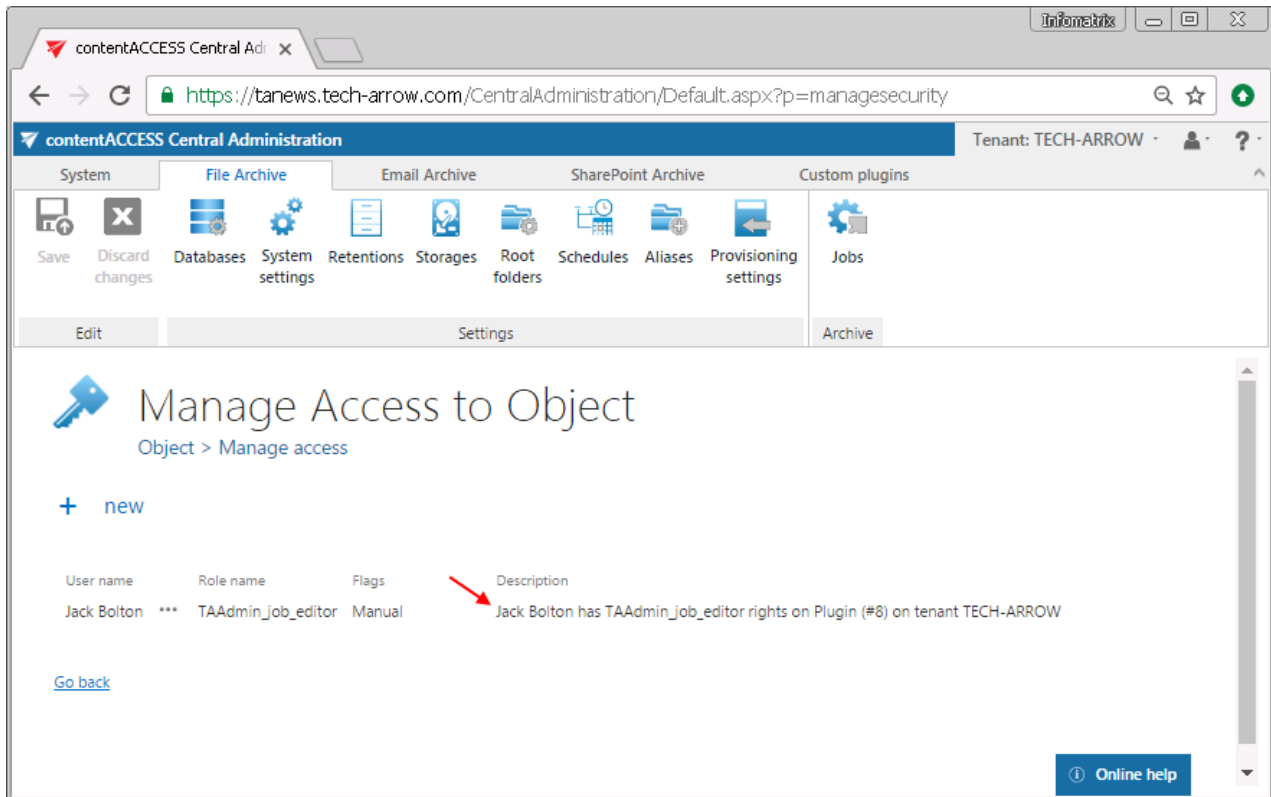 Infomatrix
contentACCESS Central Adr
https://tanews.tech-arrow.com/CentralAdministration/Default.aspx?p=managesecurity
contentACCESS Central Administration Tenant: TECH-ARROW ?
System File Archive Email Archive SharePoint Archive Custom plugins
Save Discard changes Databases System settings Retentions Storages Root folders Schedules Aliases Provisioning settings Jobs
Edit Settings Archive
Manage Access to Object
Object > Manage access
+ new
User name Role name Flags Description
Jack Bolton ••• TAAdmin_job_editor Manual Jack Bolton has TAAdmin_job_editor rights on Plugin (#8) on tenant TECH-ARROW
Go back
Online help